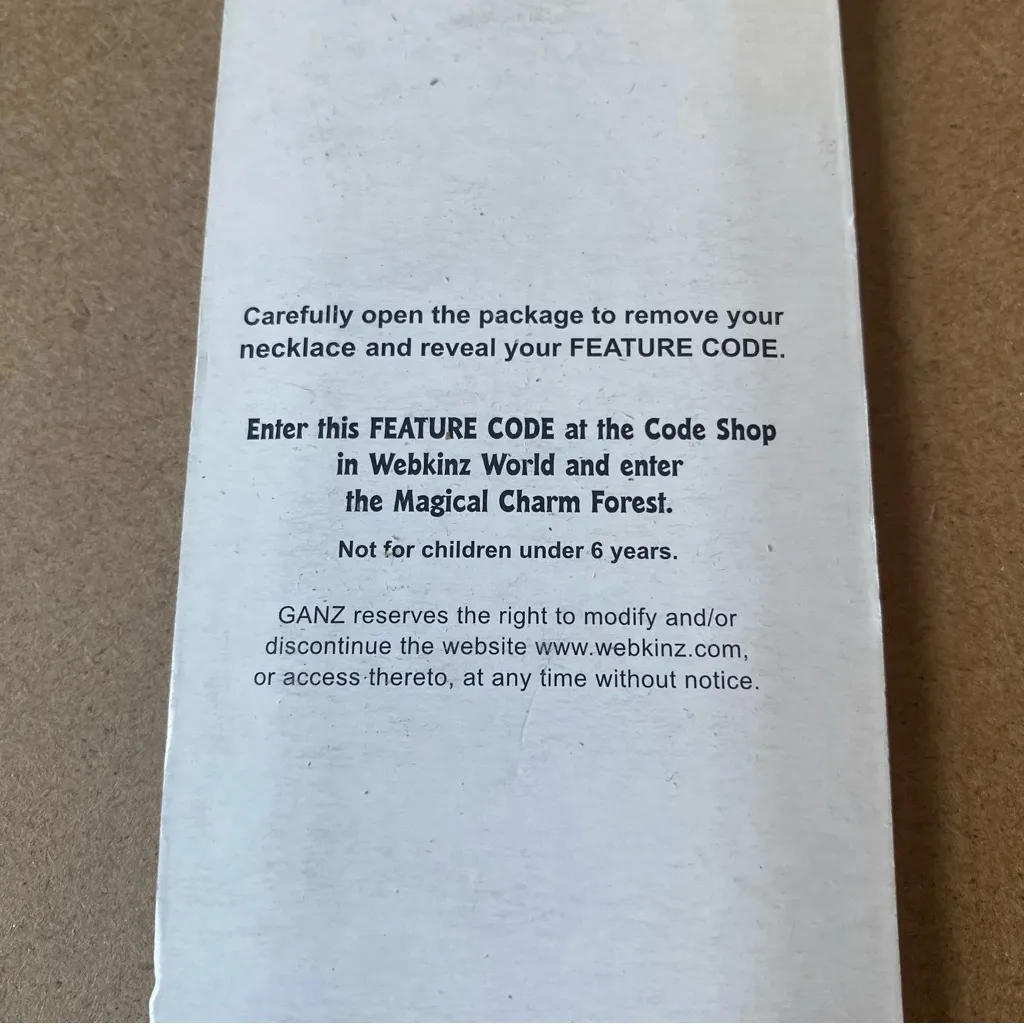 Carefully open the package to remove your
necklace and reveal your FEATURE CODE.
Enter this FEATURE CODE at the Code Shop
in Webkinz World and enter
the Magical Charm Forest.
Not for children under 6 years.
GANZ reserves the right to modify and/or
discontinue the website www.webkinz.com,
or access thereto, at any time without notice.